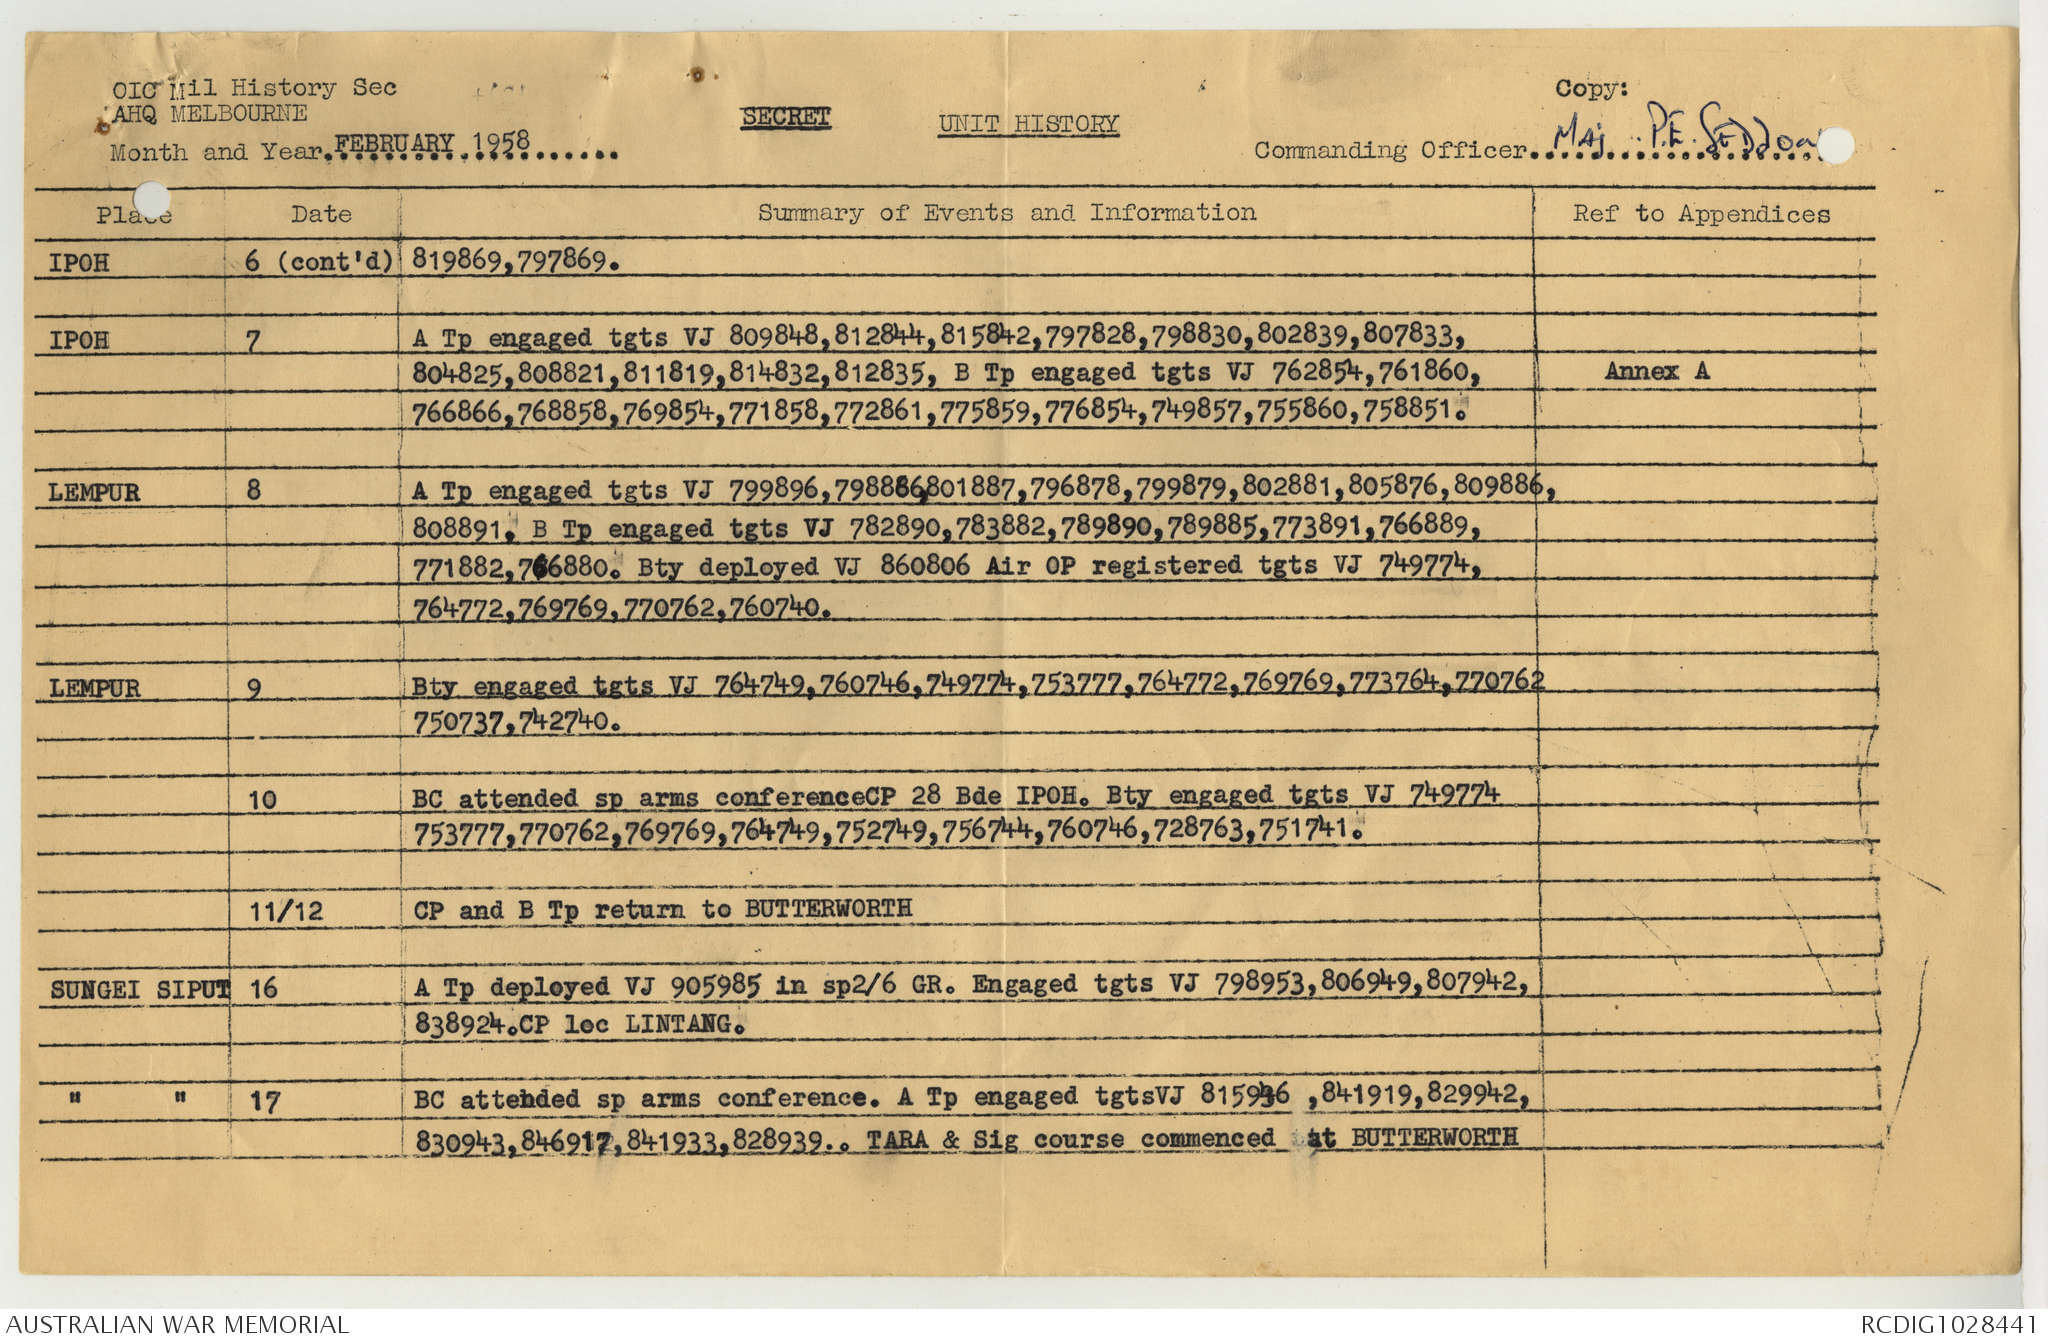 OIC Mil History Sec
AHQ MELBOURNE
Month and Year. FEBRUARY 1958
SECRET
UNIT HISTORY
Copy:
Commanding Officer. Maj P.E. Seddon
Place Date Summary of Events and Information Ref to Appendices
IPOH 6 (cont'd) 819869,797869.
IPOH 7 A Tp engaged tgts VJ 809848,812844,815842,797828,798830,802839,807833,
804825,808821,811819,814832,812835, B Tp engaged tgts VJ 762854,761860, Annex A
766866,768858,769854,771858,772861,775859,776854,749857,755860,758851.
LEMPUR 8 A Tp engaged tgts VJ 799896,798886,801887,796878,799879,802881,805876,809886,
808891. B Tp engaged tgts VJ 782890,783882,789890,789885,773891,766889,
771882,766880. Bty deployed VJ 860806 Air OP registered tgts VJ 749774,
764772,769769,770762,760740.
LEMPUR 9 Bty engaged tgts VJ 764749,760746,749774,753777,764772,769769,773764,770762
750737,742740.
10 BC attended sp arms conferenceCP 28 Bde IPOH. Bty engaged tgts VJ 749774
753777,770762,769769,764749,752749,756744,760746,728763,751741.
11/12 CP and B Tp return to BUTTERWORTH
SUNGEI SIPUT 16 A Tp deployed VJ 905985 in sp2/6 GR. Engaged tgts VJ 798953,806949,807942,
838924.CP loc LINTANG.
" " 17 BC attended sp arms conference. A Tp engaged tgtsVJ 815936 ,841919,829942,
830943,846917,841933,828939.. TARA & Sig course commenced at BUTTERWORTH
AUSTRALIAN WAR MEMORIAL
RCDIG1028441